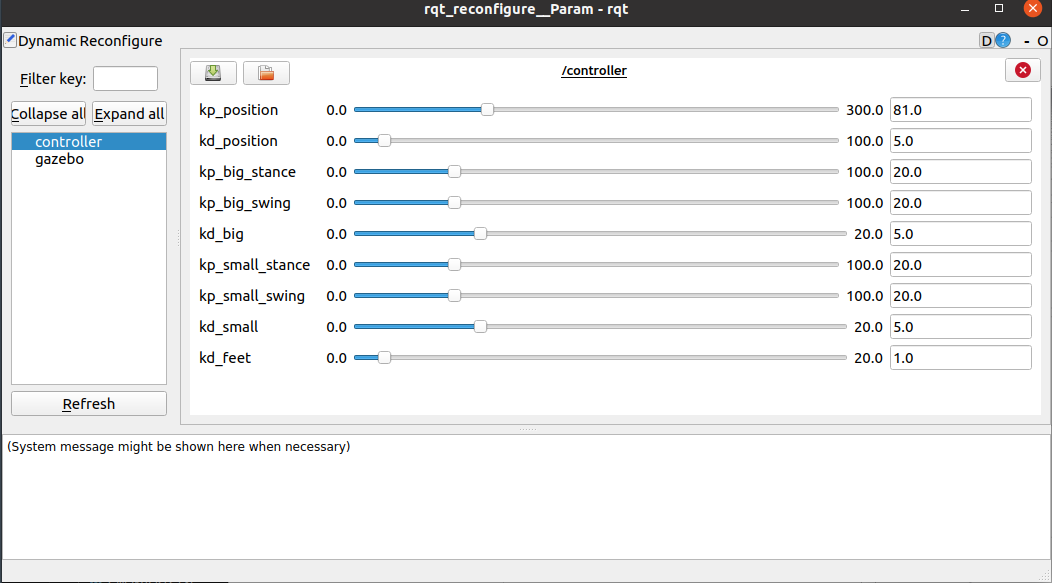 rqt_reconfigure__Param - rqt
Dynamic Reconfigure D ? - O
Filter key:
Collapse all Expand all
controller
gazebo
Refresh
/controller
kp_position 0.0 300.0 81.0
kd_position 0.0 100.0 5.0
kp_big_stance 0.0 100.0 20.0
kp_big_swing 0.0 100.0 20.0
kd_big 0.0 20.0 5.0
kp_small_stance 0.0 100.0 20.0
kp_small_swing 0.0 100.0 20.0
kd_small 0.0 20.0 5.0
kd_feet 0.0 20.0 1.0
(System message might be shown here when necessary)